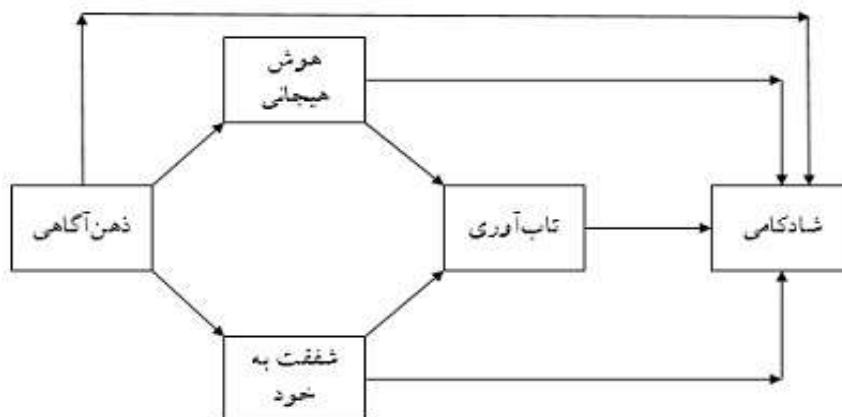 هوش
هیجانی
ذهن‌آگاهی
تاب‌آوری
شادکامی
شفقت به
خود